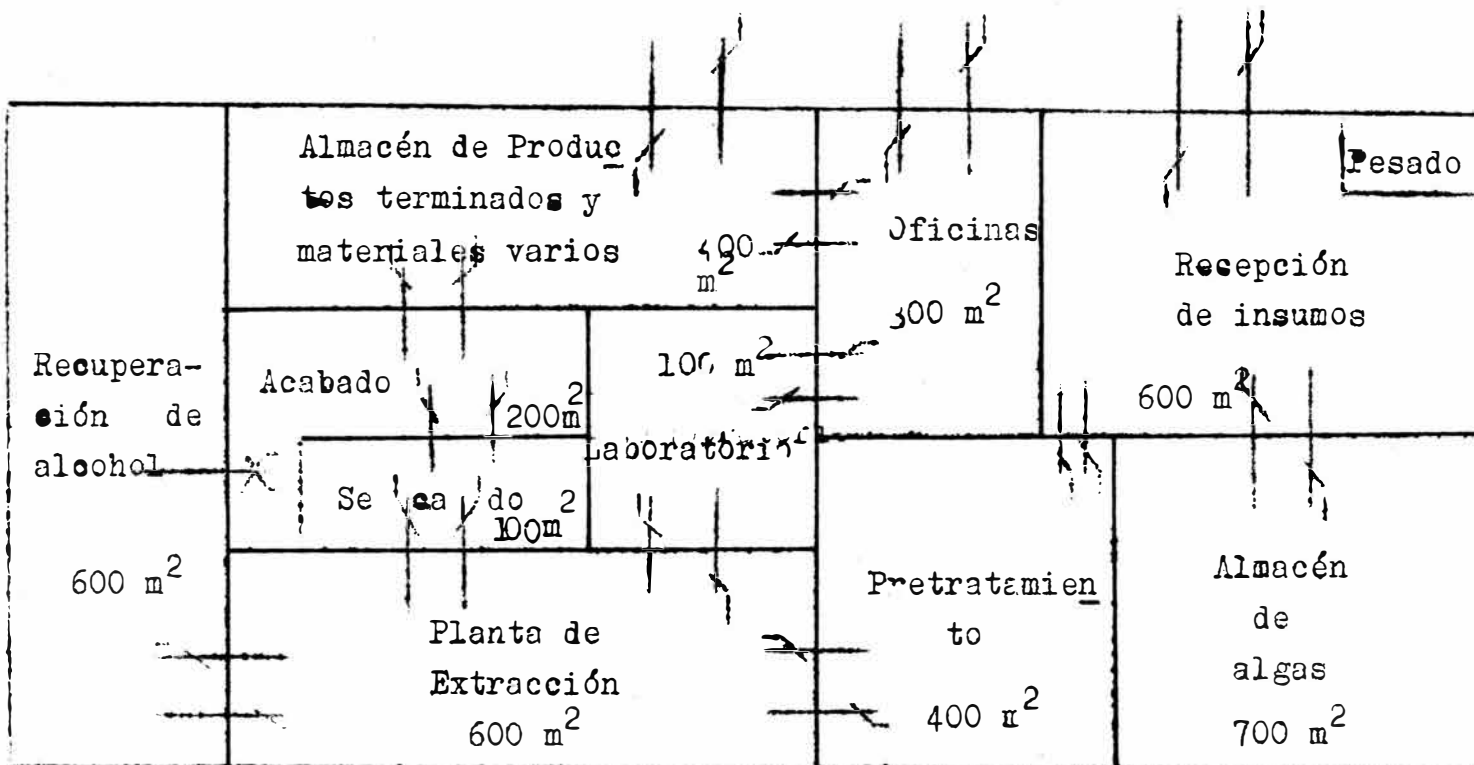 Almacén de Produc
tos terminados y
materiales varios
400
m²
Oficinas
300 m²
Pesado
Recepción
de insumos
600 m²
Recupera-
ción de
alcohol
600 m²
Acabado
200m²
100 m²
Laboratorio
Secado
100m²
Planta de
Extracción
600 m²
Pretratamien
to
400 m²
Almacén
de
algas
700 m²